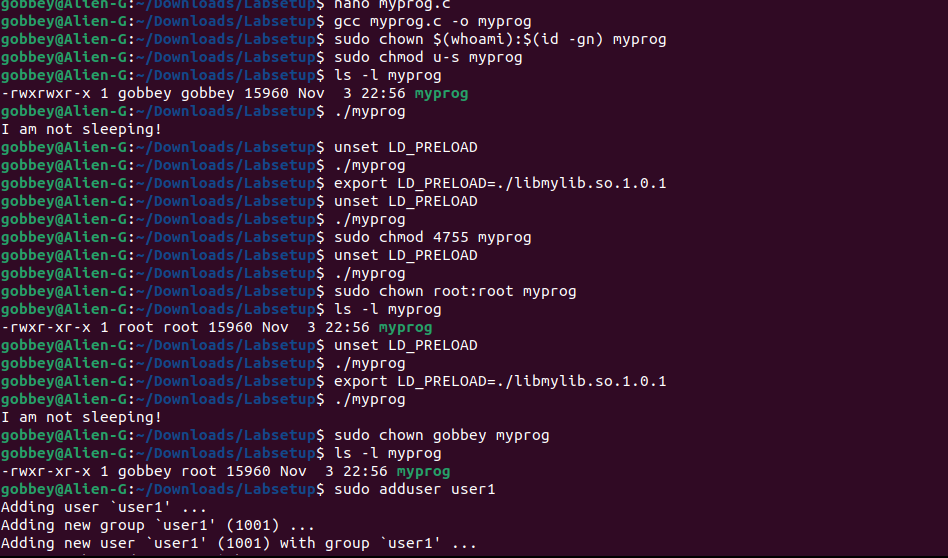 gobbey@Alien-G:~/Downloads/Labsetup$ nano myprog.c
gobbey@Alien-G:~/Downloads/Labsetup$ gcc myprog.c -o myprog
gobbey@Alien-G:~/Downloads/Labsetup$ sudo chown $(whoami):$(id -gn) myprog
gobbey@Alien-G:~/Downloads/Labsetup$ sudo chmod u-s myprog
gobbey@Alien-G:~/Downloads/Labsetup$ ls -l myprog
-rwxrwxr-x 1 gobbey gobbey 15960 Nov  3 22:56 myprog
gobbey@Alien-G:~/Downloads/Labsetup$ ./myprog
I am not sleeping!
gobbey@Alien-G:~/Downloads/Labsetup$ unset LD_PRELOAD
gobbey@Alien-G:~/Downloads/Labsetup$ ./myprog
gobbey@Alien-G:~/Downloads/Labsetup$ export LD_PRELOAD=./libmylib.so.1.0.1
gobbey@Alien-G:~/Downloads/Labsetup$ unset LD_PRELOAD
gobbey@Alien-G:~/Downloads/Labsetup$ ./myprog
gobbey@Alien-G:~/Downloads/Labsetup$ sudo chmod 4755 myprog
gobbey@Alien-G:~/Downloads/Labsetup$ unset LD_PRELOAD
gobbey@Alien-G:~/Downloads/Labsetup$ ./myprog
gobbey@Alien-G:~/Downloads/Labsetup$ sudo chown root:root myprog
gobbey@Alien-G:~/Downloads/Labsetup$ ls -l myprog
-rwxr-xr-x 1 root root 15960 Nov  3 22:56 myprog
gobbey@Alien-G:~/Downloads/Labsetup$ unset LD_PRELOAD
gobbey@Alien-G:~/Downloads/Labsetup$ ./myprog
gobbey@Alien-G:~/Downloads/Labsetup$ export LD_PRELOAD=./libmylib.so.1.0.1
gobbey@Alien-G:~/Downloads/Labsetup$ ./myprog
I am not sleeping!
gobbey@Alien-G:~/Downloads/Labsetup$ sudo chown gobbey myprog
gobbey@Alien-G:~/Downloads/Labsetup$ ls -l myprog
-rwxr-xr-x 1 gobbey root 15960 Nov  3 22:56 myprog
gobbey@Alien-G:~/Downloads/Labsetup$ sudo adduser user1
Adding user `user1' ...
Adding new group `user1' (1001) ...
Adding new user `user1' (1001) with group `user1' ...